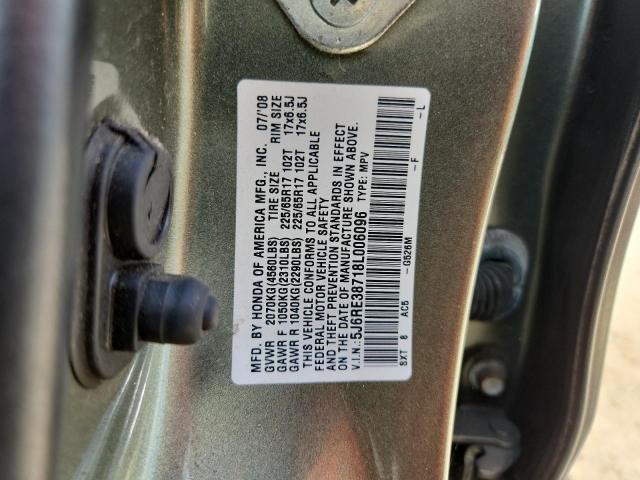 MFD. BY HONDA OF AMERICA MFG., INC. 07/'08
GVWR 2070KG(4560LBS) TIRE SIZE RIM SIZE
GAWR F 1050KG(2310LBS) 225/65R17 102T 17x6.5J
GAWR R 1050KG(2290LBS) 225/65R17 102T 17x6.5J
THIS VEHICLE CONFORMS TO ALL APPLICABLE
FEDERAL MOTOR VEHICLE SAFETY
AND THEFT PREVENTION STANDARDS IN EFFECT
ON THE DATE OF MANUFACTURE SHOWN ABOVE.
V.I.N.:5J6RE38718L006096 TYPE: MPV
SXT 8 AC5 -G526M -F -L